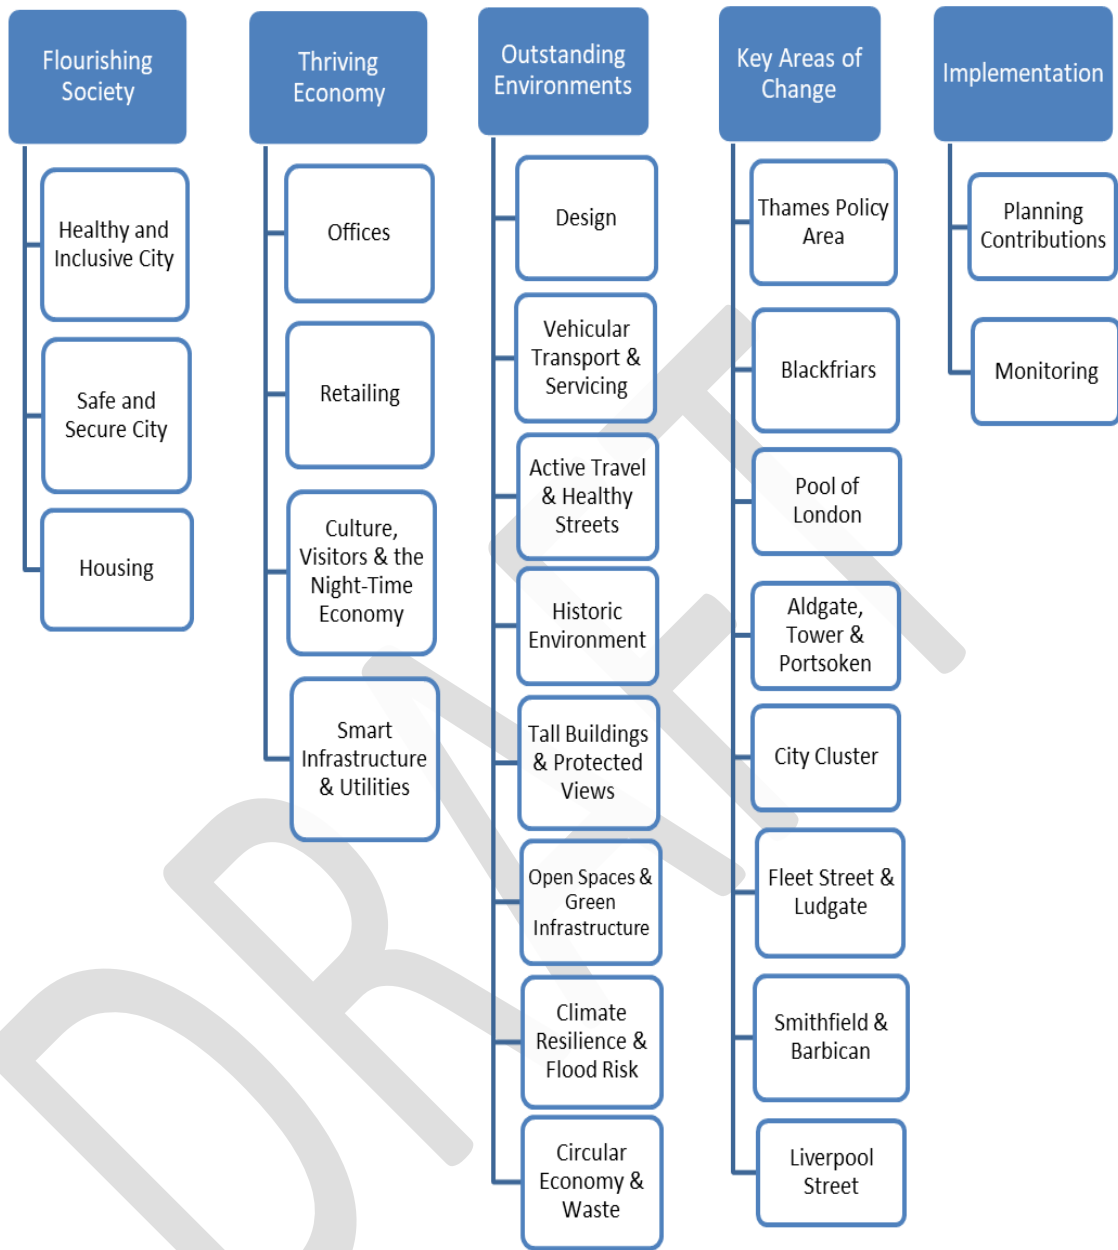 Flourishing
Society
Healthy and
Inclusive City
Safe and
Secure City
Housing
Thriving
Economy
Offices
Retailing
Culture,
Visitors & the
Night-Time
Economy
Smart
Infrastructure
& Utilities
Outstanding
Environments
Design
Vehicular
Transport &
Servicing
Active Travel
& Healthy
Streets
Historic
Environment
Tall Buildings
& Protected
Views
Open Spaces &
Green
Infrastructure
Climate
Resilience &
Flood Risk
Circular
Economy &
Waste
Key Areas of
Change
Thames Policy
Area
Blackfriars
Pool of
London
Aldgate,
Tower &
Portsoken
City Cluster
Fleet Street &
Ludgate
Smithfield &
Barbican
Liverpool
Street
Implementation
Planning
Contributions
Monitoring
DRAFT